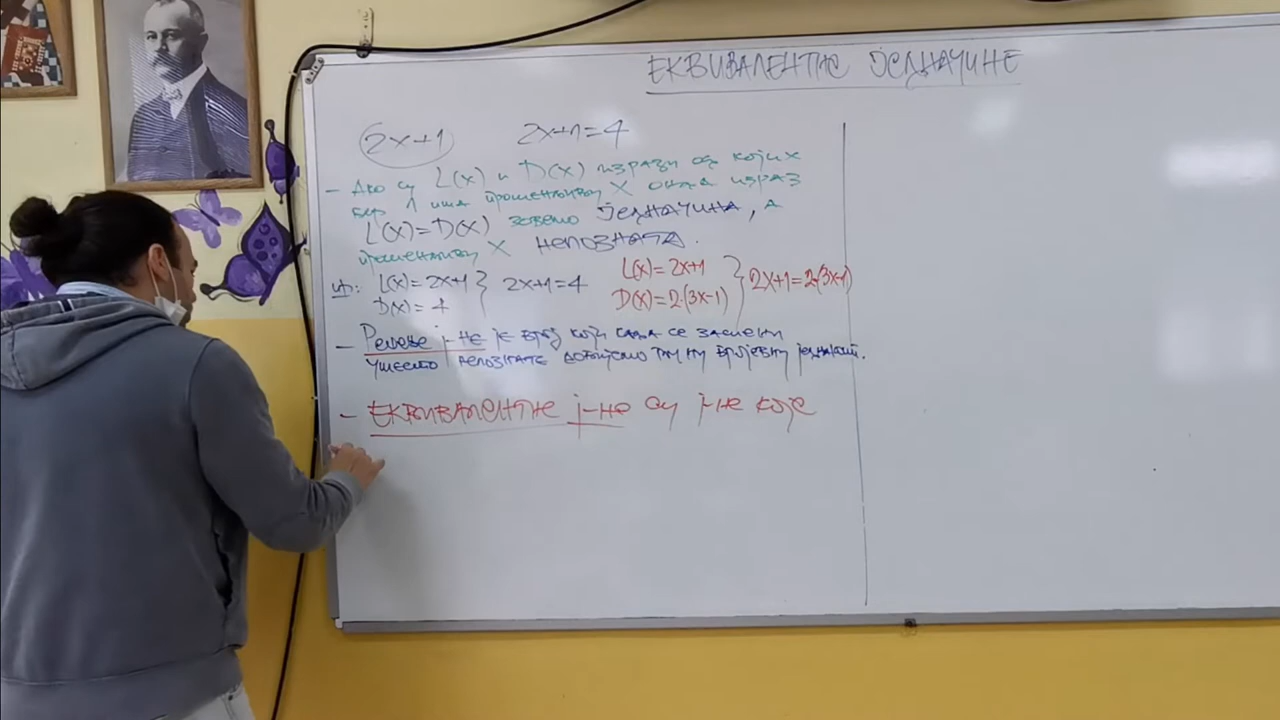 ЕКВИВАЛЕНТНЕ ЈЕДНАЧИНЕ
2x+1 2x+1=4
- Ако су L(x) и D(x) изрази од којих
бар 1 има променљиву X онда израз
L(x)=D(x) зовемо ЈЕДНАЧИНА, а
променљиву X НЕПОЗНАТА.
пр: L(x)=2x+1 } 2x+1=4 L(x)=2x+1 } 2x+1=2·(3x-1)
D(x)=4 D(x)=2·(3x-1)
- Решење ј-не је број који када се замени
уместо непознате добијамо тачну бројевну једнакост.
- ЕКВИВАЛЕНТНЕ ј-не су ј-не које